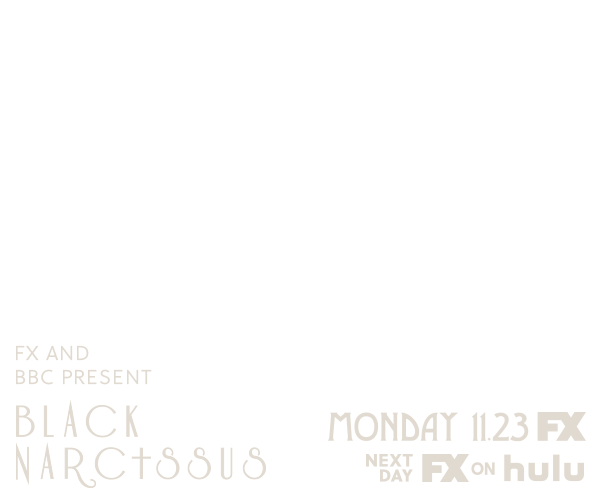 FX AND
BBC PRESENT
BLACK
NARCISSUS
MONDAY 11.23 FX
NEXT DAY FX ON hulu